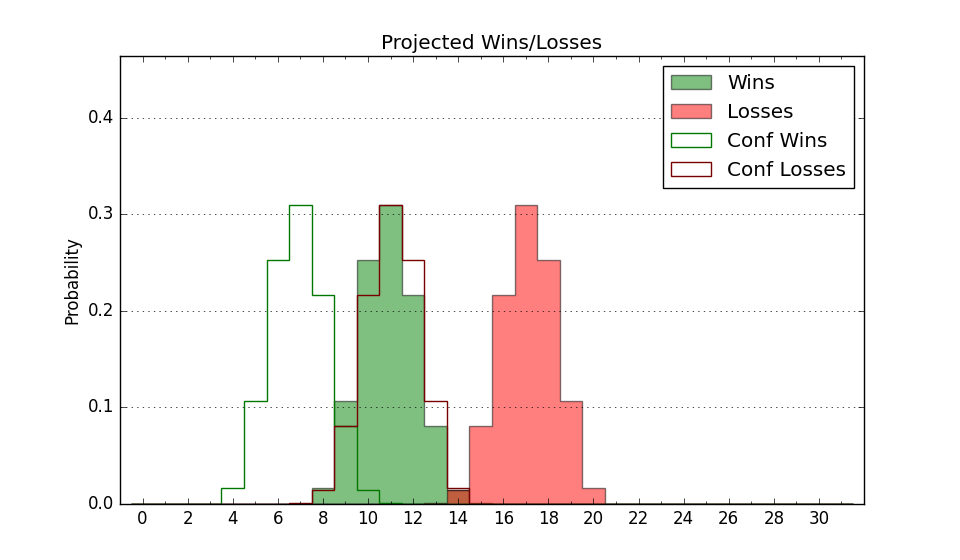 Projected Wins/Losses
Wins
Losses
Conf Wins
Conf Losses
Probability
0.4
0.3
0.2
0.1
0.0
0 2 4 6 8 10 12 14 16 18 20 22 24 26 28 30